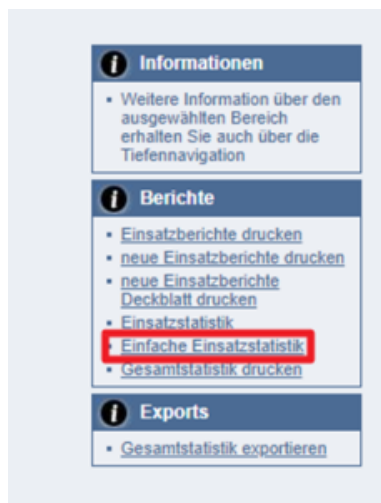 Informationen
Weitere Information über den
ausgewählten Bereich
erhalten Sie auch über die
Tiefennavigation
Berichte
Einsatzberichte drucken
neue Einsatzberichte drucken
neue Einsatzberichte
Deckblatt drucken
Einsatzstatistik
Einfache Einsatzstatistik
Gesamtstatistik drucken
Exports
Gesamtstatistik exportieren